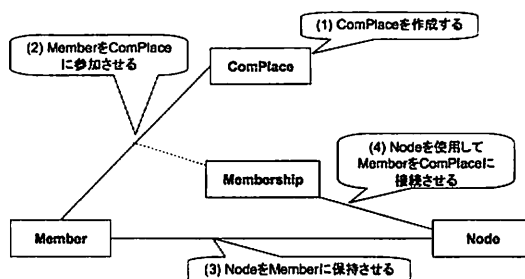 (1) ComPlaceを作成する
(2) MemberをComPlace
に参加させる
ComPlace
(4) Nodeを使用して
MemberをComPlaceに
接続させる
Membership
Member
Node
(3) NodeをMemberに保持させる